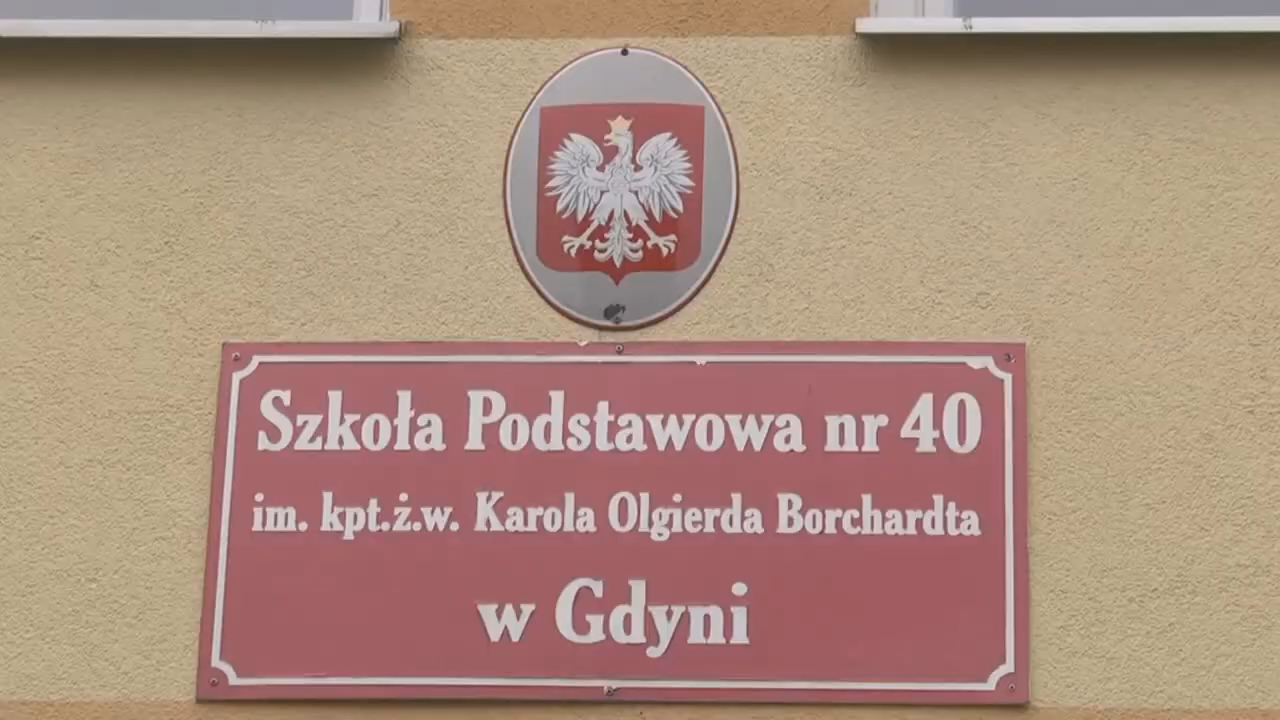 Szkoła Podstawowa nr 40
im. kpt.ż.w. Karola Olgierda Borchardta
w Gdyni